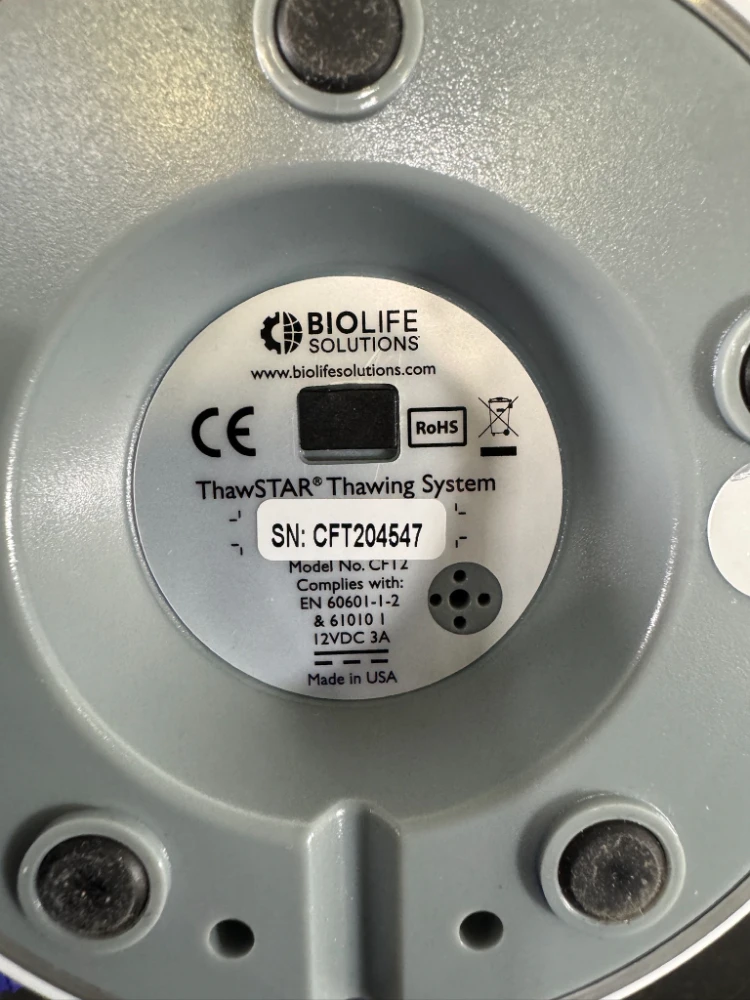 BIOLIFE
SOLUTIONS
www.biolifesolutions.com
CE
RoHS
ThawSTAR® Thawing System
SN: CFT204547
Model No. CFT2
Complies with:
EN 60601-1-2
& 61010 1
12VDC 3A
Made in USA